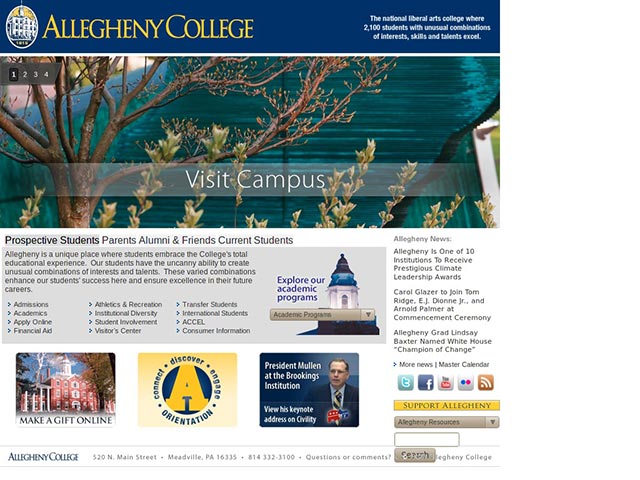 ALLEGHENY COLLEGE
1815
The national liberal arts college where
2,100 students with unusual combinations
of interests, skills and talents excel.
1 2 3 4
Visit Campus
Prospective Students Parents Alumni & Friends Current Students
Allegheny is a unique place where students embrace the College's total
educational experience. Our students have the uncanny ability to create
unusual combinations of interests and talents. These varied combinations
enhance our students' success here and ensure excellence in their future
careers.
Admissions
Academics
Apply Online
Financial Aid
Athletics & Recreation
Institutional Diversity
Student Involvement
Visitor's Center
Transfer Students
International Students
ACCEL
Consumer Information
Explore our
academic
programs
Academic Programs
MAKE A GIFT ONLINE
connect • discover • engage
A
ORIENTATION
President Mullen
at the Brookings
Institution
View his keynote
address on Civility
Allegheny News:
Allegheny Is One of 10
Institutions To Receive
Prestigious Climate
Leadership Awards
Carol Glazer to Join Tom
Ridge, E.J. Dionne Jr., and
Arnold Palmer at
Commencement Ceremony
Allegheny Grad Lindsay
Baxter Named White House
"Champion of Change"
More news | Master Calendar
SUPPORT ALLEGHENY
Allegheny Resources
Search
ALLEGHENY COLLEGE
520 N. Main Street • Meadville, PA 16335 • 814 332-3100 • Questions or comments?
Allegheny College